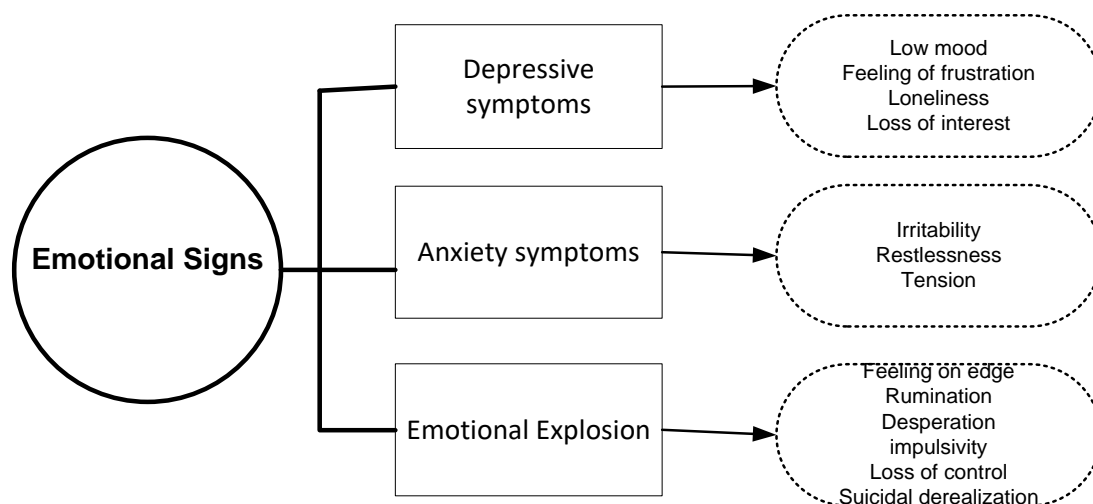 Emotional Signs
Depressive
symptoms
Low mood
Feeling of frustration
Loneliness
Loss of interest
Anxiety symptoms
Irritability
Restlessness
Tension
Emotional Explosion
Feeling on edge
Rumination
Desperation
impulsivity
Loss of control
Suicidal derealization